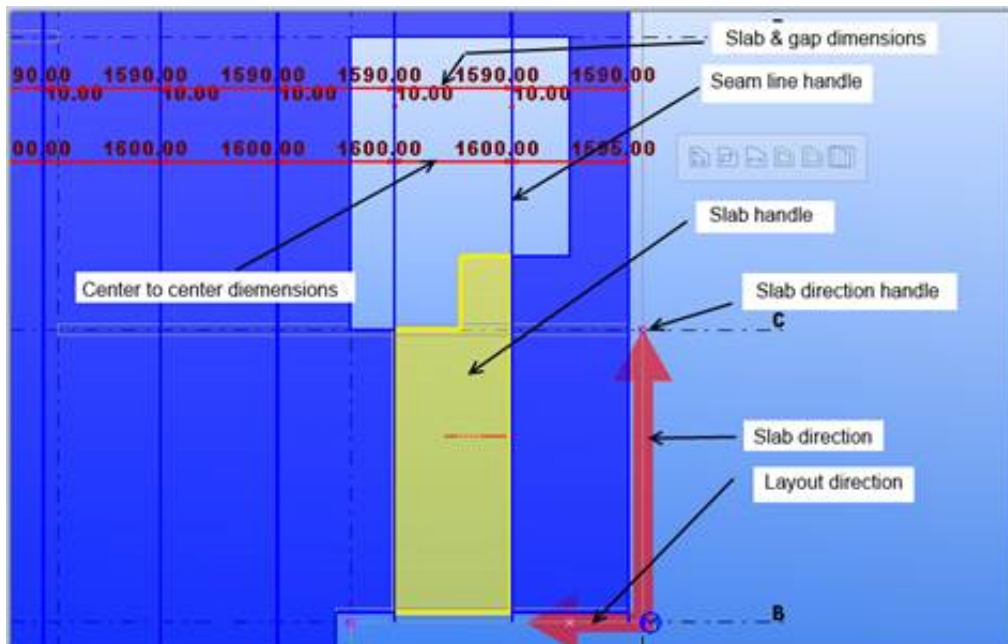 Slab & gap dimensions
90.00 1590.00 1590.00 1590.00 1590.00 1590.00
10.00 10.00 10.00 10.00 10.00
Seam line handle
00.00 1600.00 1600.00 1600.00 1600.00 1595.00
Slab handle
Center to center diemensions
Slab direction handle
C
Slab direction
Layout direction
B